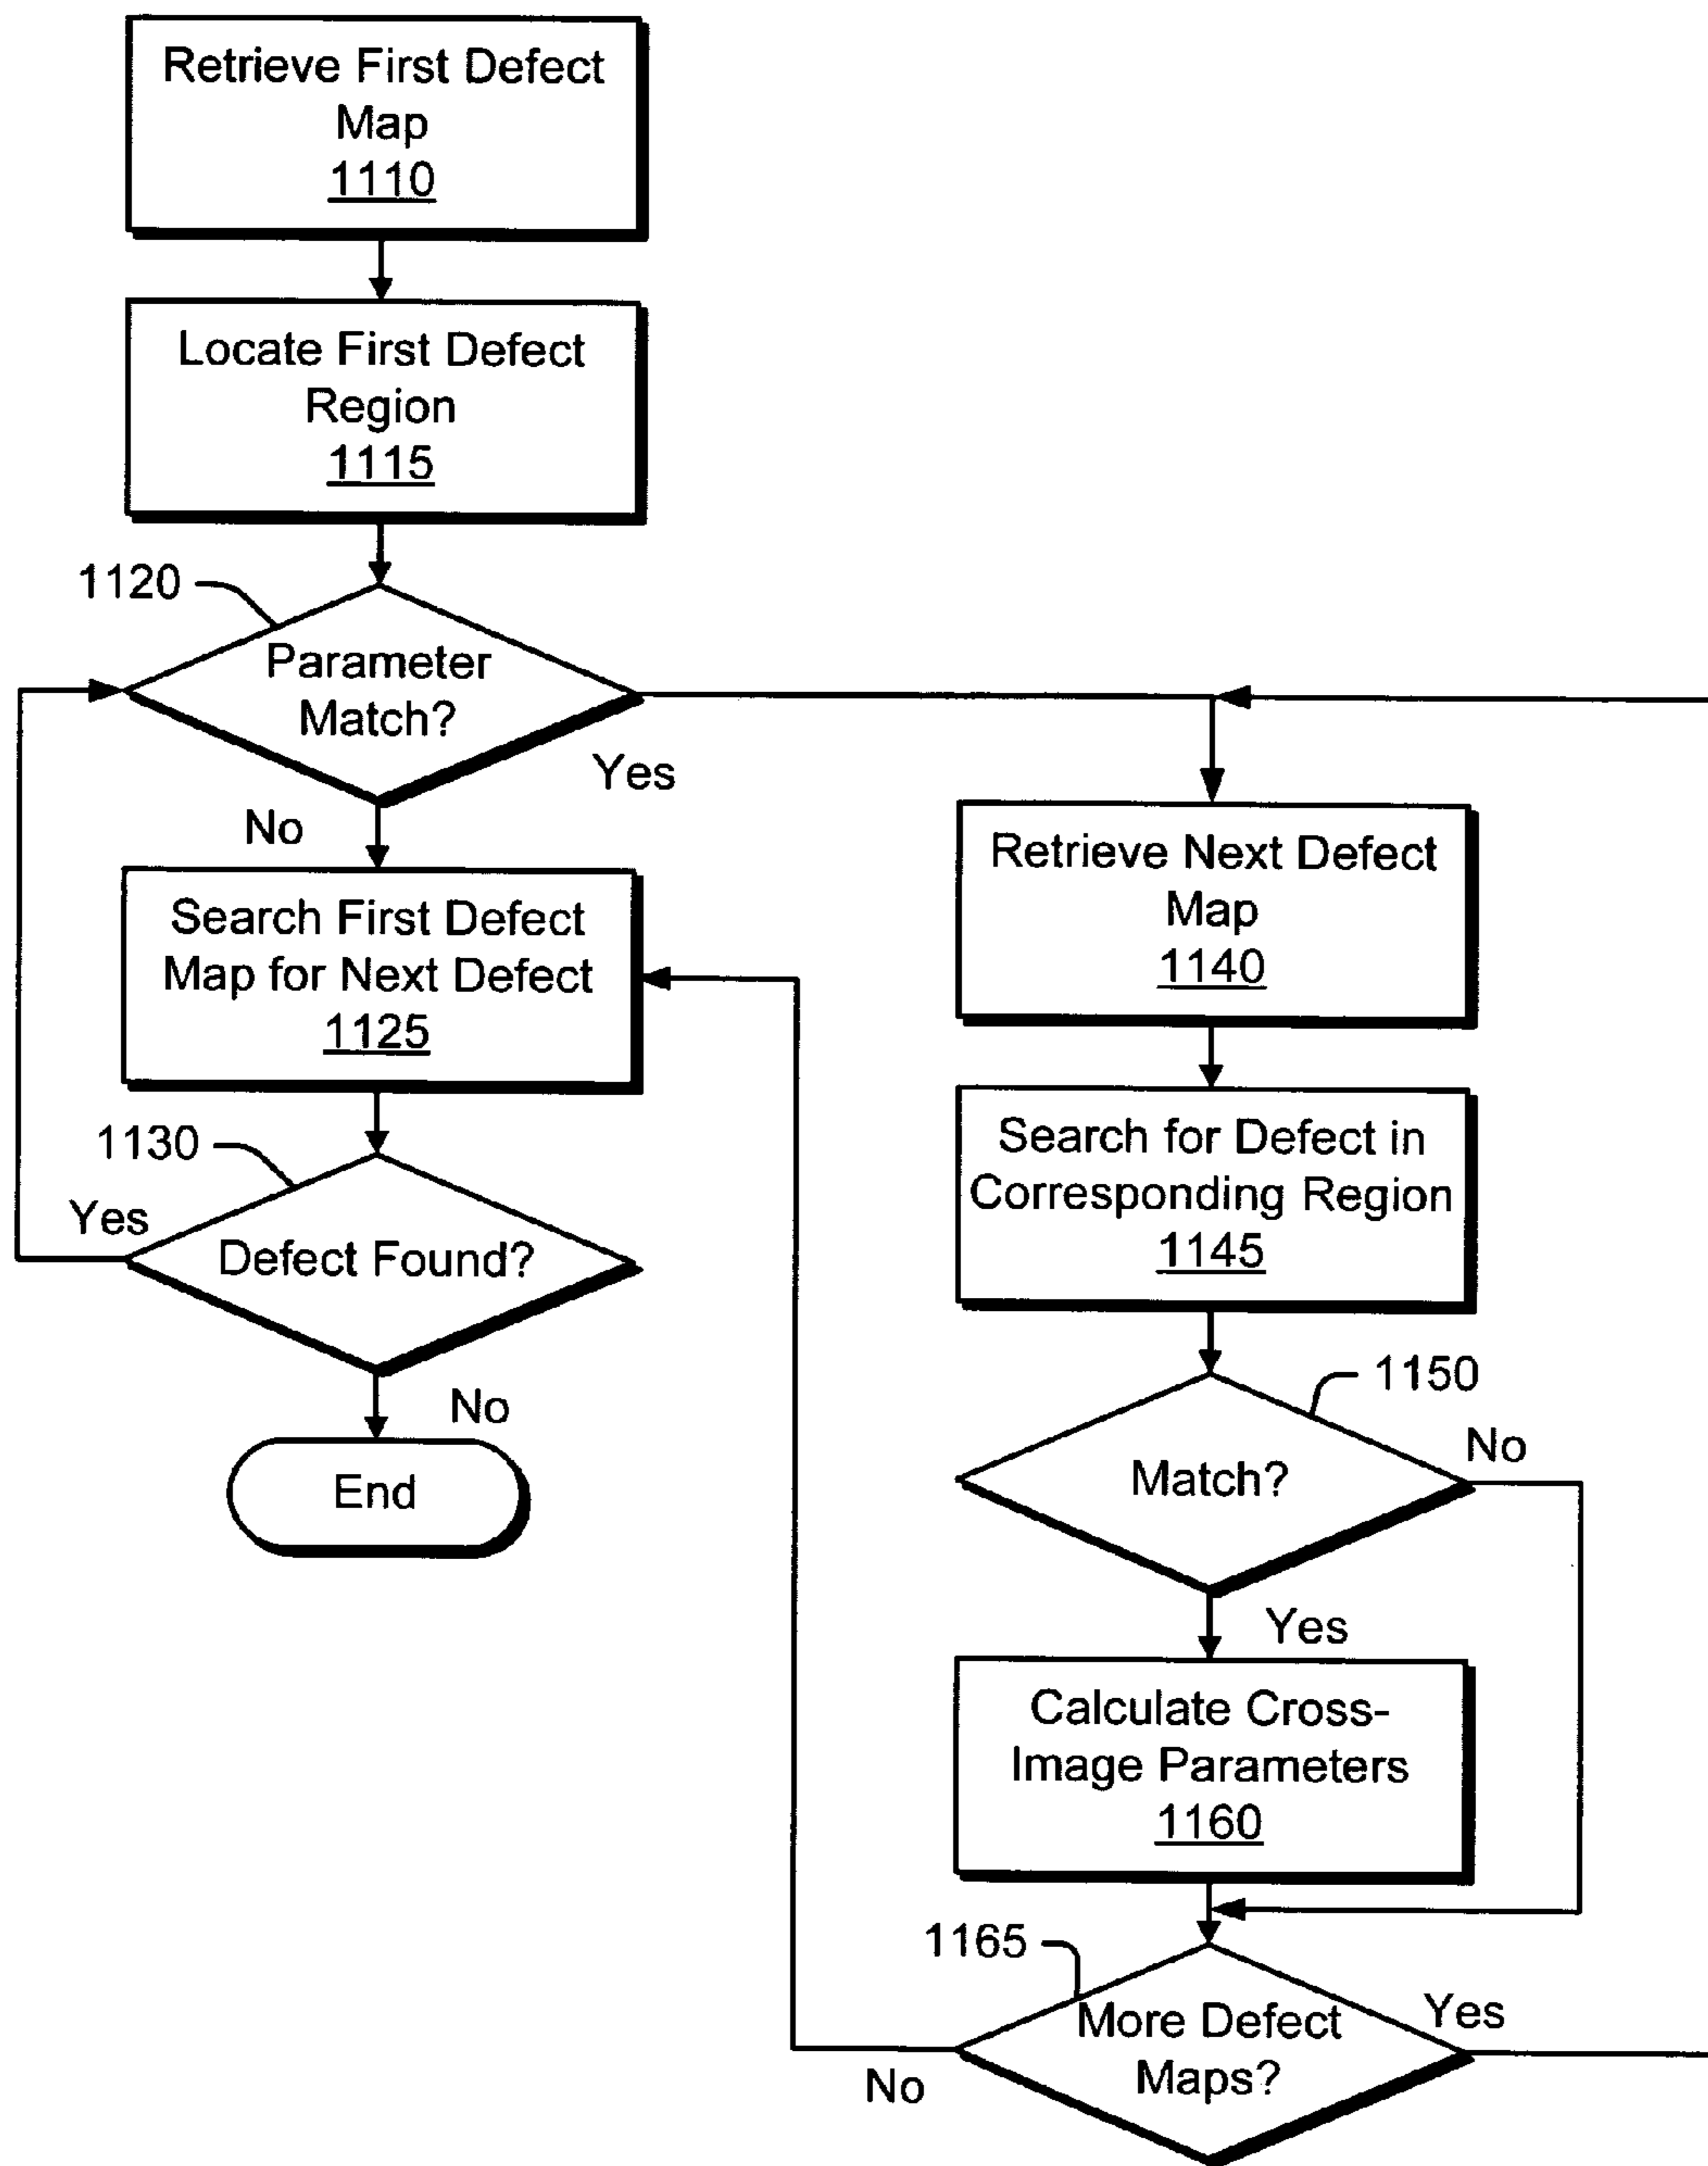 Retrieve First Defect
Map
1110
Locate First Defect
Region
1115
1120
Parameter
Match?
Yes
No
Search First Defect
Map for Next Defect
1125
1130
Yes
Defect Found?
No
End
Retrieve Next Defect
Map
1140
Search for Defect in
Corresponding Region
1145
1150
No
Match?
Yes
Calculate Cross-
Image Parameters
1160
1165
More Defect
Maps?
Yes
No